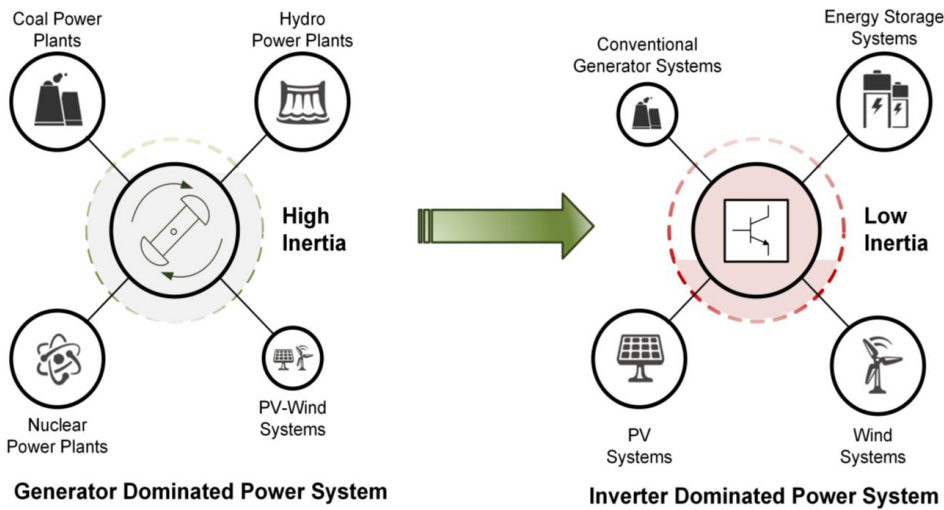 Coal Power
Plants
Hydro
Power Plants
High
Inertia
Nuclear
Power Plants
PV-Wind
Systems
Generator Dominated Power System
Conventional
Generator Systems
Energy Storage
Systems
Low
Inertia
PV
Systems
Wind
Systems
Inverter Dominated Power System